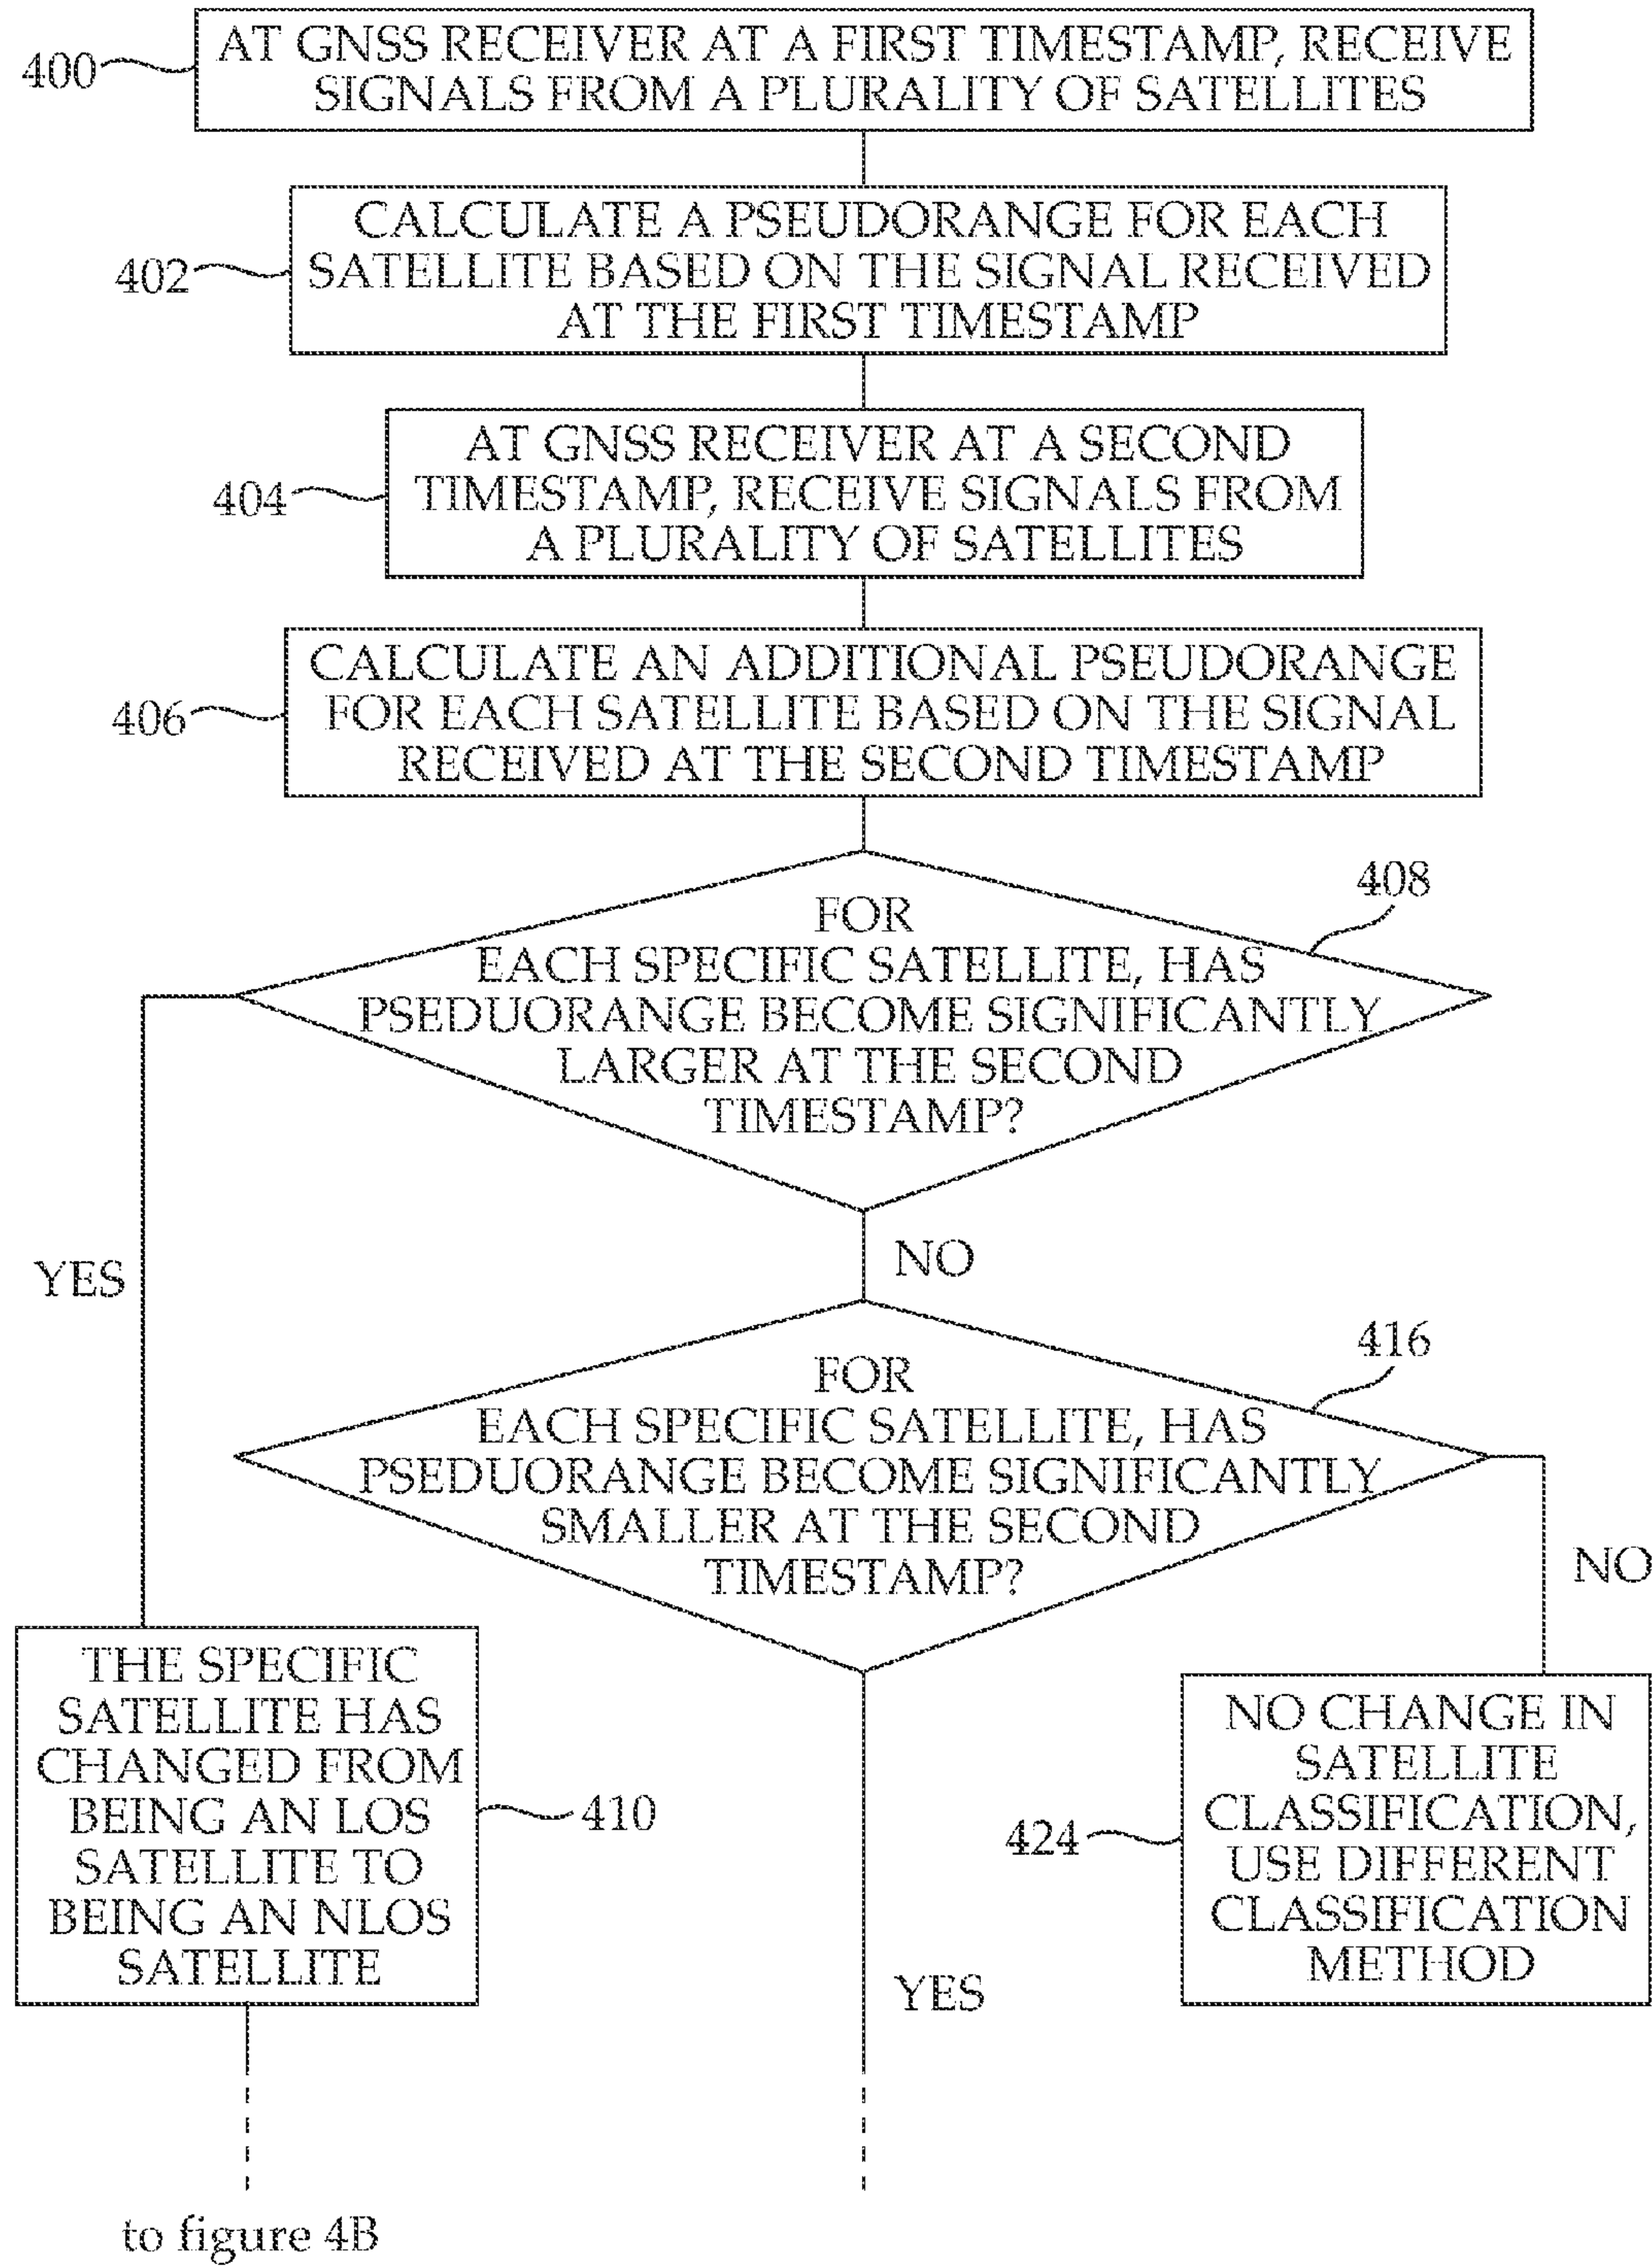 400
AT GNSS RECEIVER AT A FIRST TIMESTAMP, RECEIVE
SIGNALS FROM A PLURALITY OF SATELLITES
402
CALCULATE A PSEUDORANGE FOR EACH
SATELLITE BASED ON THE SIGNAL RECEIVED
AT THE FIRST TIMESTAMP
404
AT GNSS RECEIVER AT A SECOND
TIMESTAMP, RECEIVE SIGNALS FROM
A PLURALITY OF SATELLITES
406
CALCULATE AN ADDITIONAL PSEUDORANGE
FOR EACH SATELLITE BASED ON THE SIGNAL
RECEIVED AT THE SECOND TIMESTAMP
408
FOR
EACH SPECIFIC SATELLITE, HAS
PSEDUORANGE BECOME SIGNIFICANTLY
LARGER AT THE SECOND
TIMESTAMP?
YES
NO
416
FOR
EACH SPECIFIC SATELLITE, HAS
PSEDUORANGE BECOME SIGNIFICANTLY
SMALLER AT THE SECOND
TIMESTAMP?
NO
THE SPECIFIC
SATELLITE HAS
CHANGED FROM
BEING AN LOS
SATELLITE TO
BEING AN NLOS
SATELLITE
410
YES
424
NO CHANGE IN
SATELLITE
CLASSIFICATION,
USE DIFFERENT
CLASSIFICATION
METHOD
to figure 4B